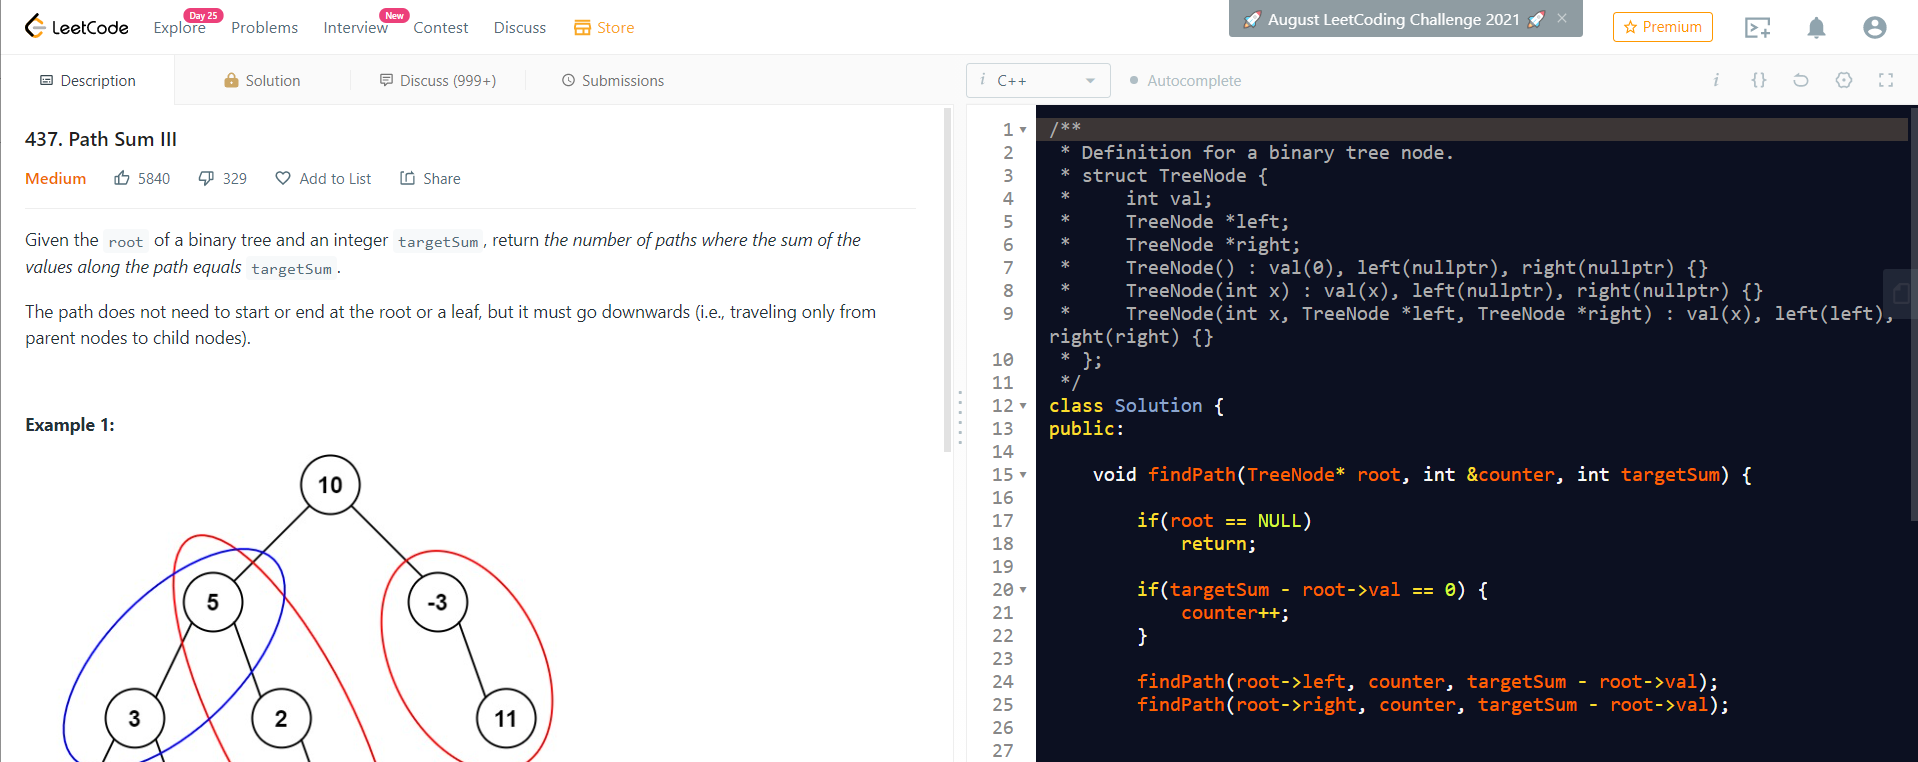 LeetCode
Explore
Day 25
Problems
Interview
New
Contest
Discuss
Store
August LeetCoding Challenge 2021
×
Premium
Description
Solution
Discuss (999+)
Submissions
i C++
Autocomplete
i {}
437. Path Sum III
Medium
5840
329
Add to List
Share
Given the root of a binary tree and an integer targetSum, return the number of paths where the sum of the
values along the path equals targetSum.
The path does not need to start or end at the root or a leaf, but it must go downwards (i.e., traveling only from
parent nodes to child nodes).
Example 1:
10
5
-3
3
2
11
1 /**
2 * Definition for a binary tree node.
3 * struct TreeNode {
4 *     int val;
5 *     TreeNode *left;
6 *     TreeNode *right;
7 *     TreeNode() : val(0), left(nullptr), right(nullptr) {}
8 *     TreeNode(int x) : val(x), left(nullptr), right(nullptr) {}
9 *     TreeNode(int x, TreeNode *left, TreeNode *right) : val(x), left(left),
right(right) {}
10 * };
11 */
12 class Solution {
13 public:
14
15     void findPath(TreeNode* root, int &counter, int targetSum) {
16
17         if(root == NULL)
18             return;
19
20         if(targetSum - root->val == 0) {
21             counter++;
22         }
23
24         findPath(root->left, counter, targetSum - root->val);
25         findPath(root->right, counter, targetSum - root->val);
26
27